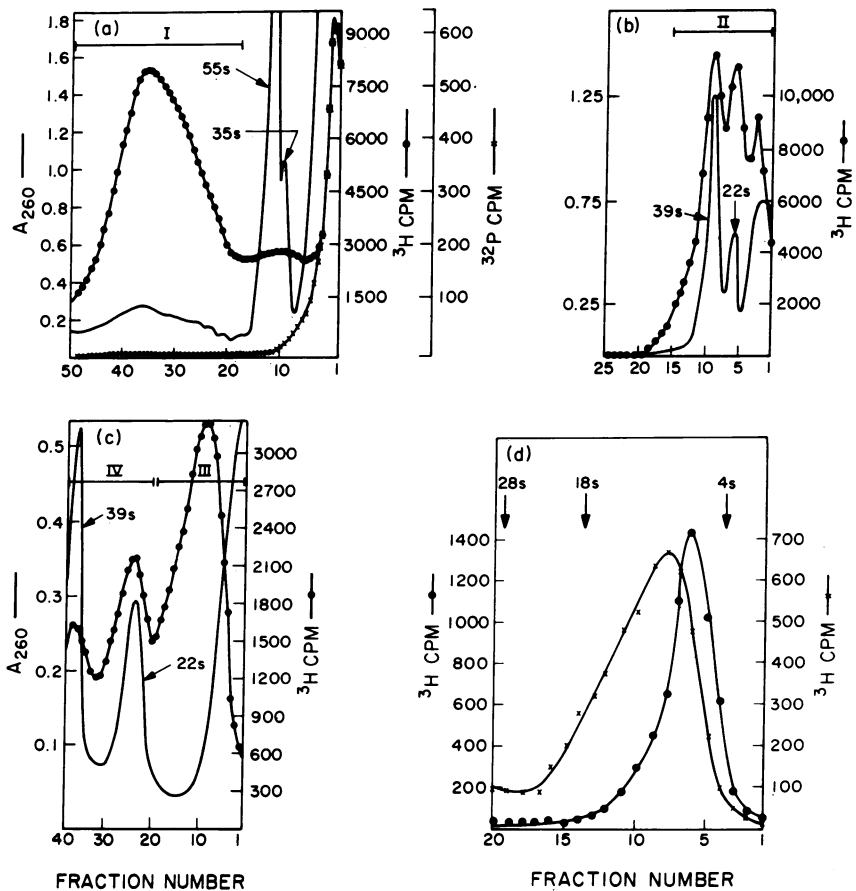 (a)
I
1.8
1.6
1.4
1.2
1.0
0.8
0.6
0.4
0.2
A260
55s
35s
9000
7500
6000
4500
3000
1500
3H CPM
600
500
400
300
200
100
32P CPM
50 40 30 20 10 1
(b)
II
1.25
0.75
0.25
39s
22s
10,000
8000
6000
4000
2000
3H CPM
25 20 15 10 5 1
(c)
IV III
0.5
0.4
0.3
0.2
0.1
A260
39s
22s
3000
2700
2400
2100
1800
1500
1200
900
600
300
3H CPM
40 30 20 10 1
FRACTION NUMBER
(d)
28s 18s 4s
1400
1200
1000
800
600
400
200
3H CPM
700
600
500
400
300
200
100
3H CPM
20 15 10 5 1
FRACTION NUMBER